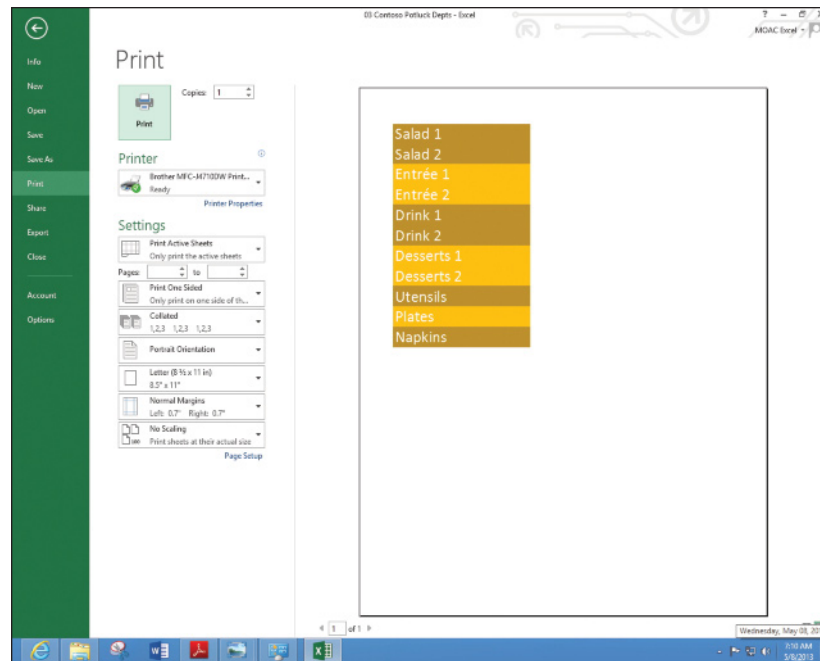 03 Contoso Potluck Depts - Excel
MOAC Excel
Info
New
Open
Save
Save As
Print
Share
Export
Close
Account
Options
Print
Copies: 1
Print
Printer
Brother MFC-J4710DW Print...
Ready
Printer Properties
Settings
Print Active Sheets
Only print the active sheets
Pages: to
Print One Sided
Only print on one side of th...
Collated
1,2,3 1,2,3 1,2,3
Portrait Orientation
Letter (8 ½ x 11 in)
8.5" x 11"
Normal Margins
Left: 0.7" Right: 0.7"
No Scaling
Print sheets at their actual size
Page Setup
Salad 1
Salad 2
Entrée 1
Entrée 2
Drink 1
Drink 2
Desserts 1
Desserts 2
Utensils
Plates
Napkins
1 of 1
Wednesday, May 08, 20
7:10 AM
5/8/2013